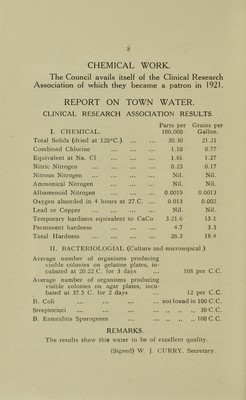 8
CHEMICAL WORK.
The Council avails itself of the Clinical Research
Association of which they became a patron in 1921.
REPORT ON TOWN WATER.
CLINICAL RESEARCH ASSOCIATION RESULTS.
Parts per Grains per
I. CHEMICAL. 100,000. Gallon.
Total Solids (dried at 120°C.) ... ... 30.30 21.21
Combined Chlorine ... ... ... 1.10 0.77
Equivalent at Na. Cl ... ... ... 1.81 1.27
Nitric Nitrogen ... ... ... 0.23 0.17
Nitrous Nitrogen ... ... ... Nil. Nil.
Ammonical Nitrogen ... ... ... Nil. Nil.
Albumenoid Nitrogen ... ... ... 0.0019 0.0013
Oxygen absorbed in 4 hours at 27.C. ... 0.013 0.002
Lead or Copper ... ... ... Nil. Nil.
Temporary hardness equivalent to CaCo 3.21.6 15.1
Permanent hardness ... ... 4.7 3.3
Total Hardness ... ... ... 26.3 18.4
II. BACTERIOLOGIAL (Culture and microsopical.)
Average number of organisms producing
visible colonies on gelatine plates, in-
cubated at 20.22 C. for 3 days ... 108 per C.C.
Average number of organisms producing
visible colonies on agar plates, incu-
bated at 37.5 C. for 2 days ... 12 per C.C.
B. Coli ... ... ... ... not found in 100 C.C.
Streptococci ... ... ... ... „ „ „ 30 C.C.
B. Enteriditis Sporogenes ... ... „ „ „ 100 C.C.
REMARKS.
The results show this water to be of excellent quality.
(Signed) W. J. CURRY, Secretary.